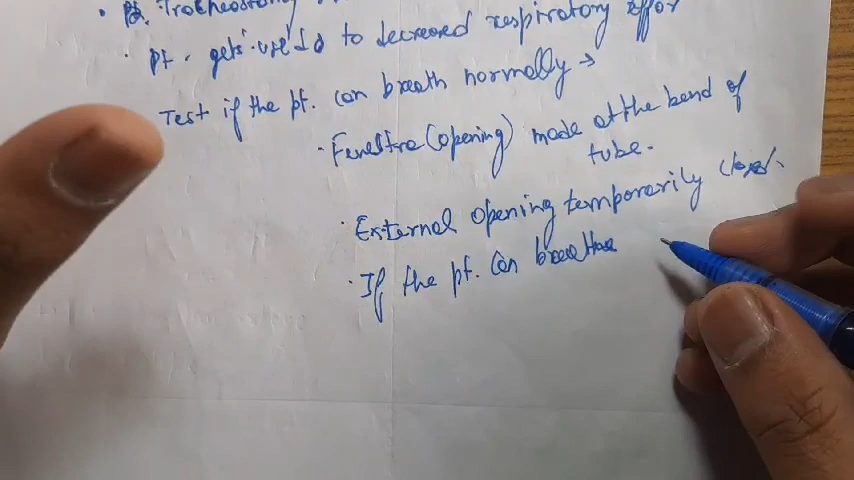 • Tracheostomy
• pt. gets used to decreased respiratory effor
Test if the pt. can breath normally →
• Fenestra (opening) made at the bend of
tube.
• External opening temporarily closed.
• If the pt. can breathe